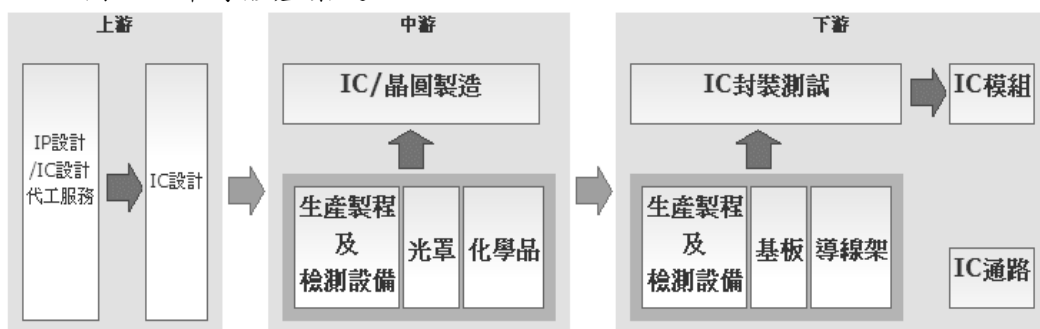 上游
IP設計
/IC設計
代工服務
IC設計
中游
IC/晶圓製造
生產製程
及
檢測設備
光罩
化學品
下游
IC封裝測試
IC模組
生產製程
及
檢測設備
基板
導線架
IC通路